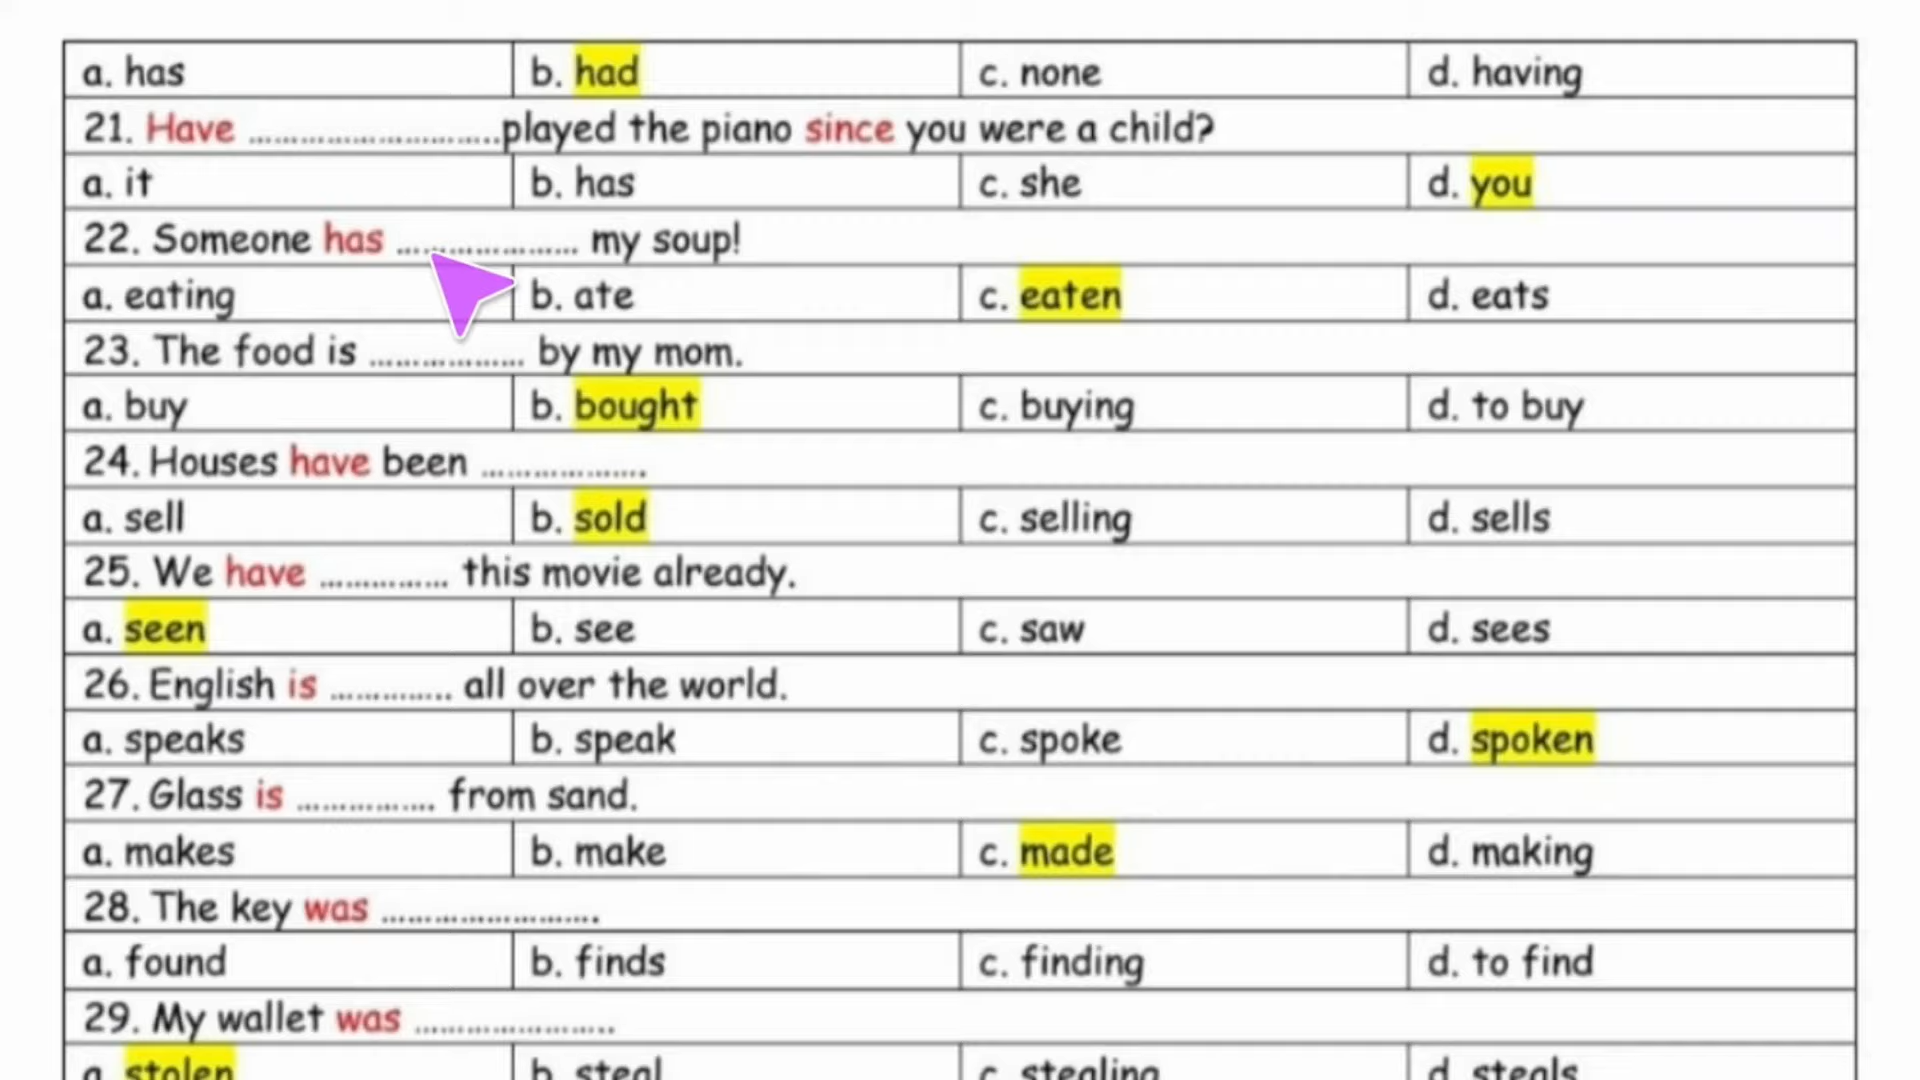 a. has b. had c. none d. having
21. Have ............................played the piano since you were a child?
a. it b. has c. she d. you
22. Someone has ..................... my soup!
a. eating b. ate c. eaten d. eats
23. The food is .................. by my mom.
a. buy b. bought c. buying d. to buy
24. Houses have been ...................
a. sell b. sold c. selling d. sells
25. We have ............... this movie already.
a. seen b. see c. saw d. sees
26. English is .............. all over the world.
a. speaks b. speak c. spoke d. spoken
27. Glass is ................ from sand.
a. makes b. make c. made d. making
28. The key was .........................
a. found b. finds c. finding d. to find
29. My wallet was .......................
a. stolen b. steal c. stealing d. steals